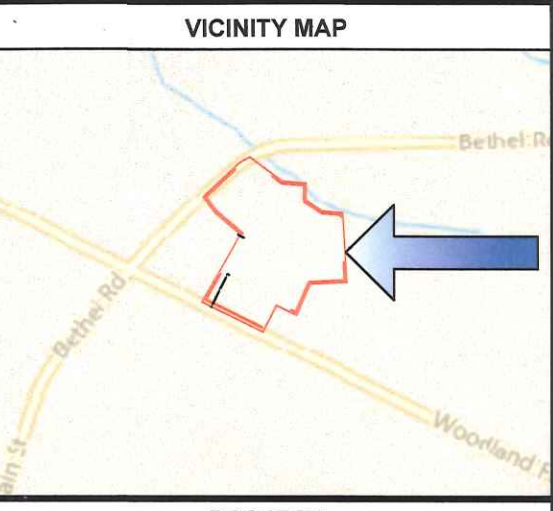 VICINITY MAP
Bethel R
Bethel Rd
Woodland
ain St